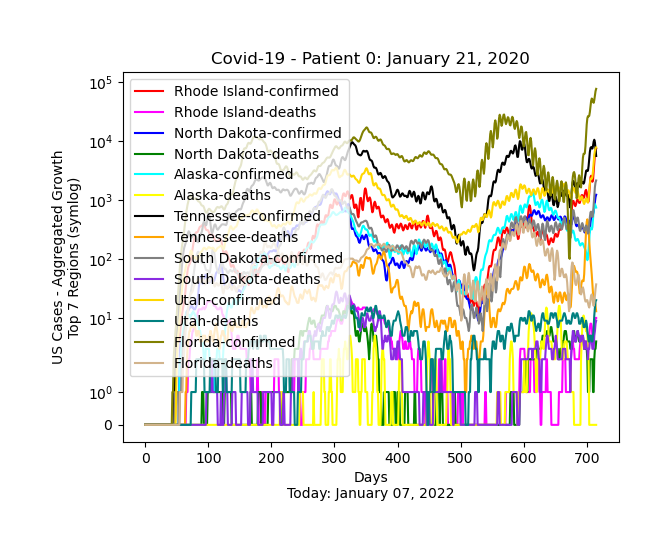 Covid-19 - Patient 0: January 21, 2020
US Cases - Aggregated Growth
Top 7 Regions (symlog)
10^5
10^4
10^3
10^2
10^1
10^0
0
Rhode Island-confirmed
Rhode Island-deaths
North Dakota-confirmed
North Dakota-deaths
Alaska-confirmed
Alaska-deaths
Tennessee-confirmed
Tennessee-deaths
South Dakota-confirmed
South Dakota-deaths
Utah-confirmed
Utah-deaths
Florida-confirmed
Florida-deaths
0 100 200 300 400 500 600 700
Days
Today: January 07, 2022